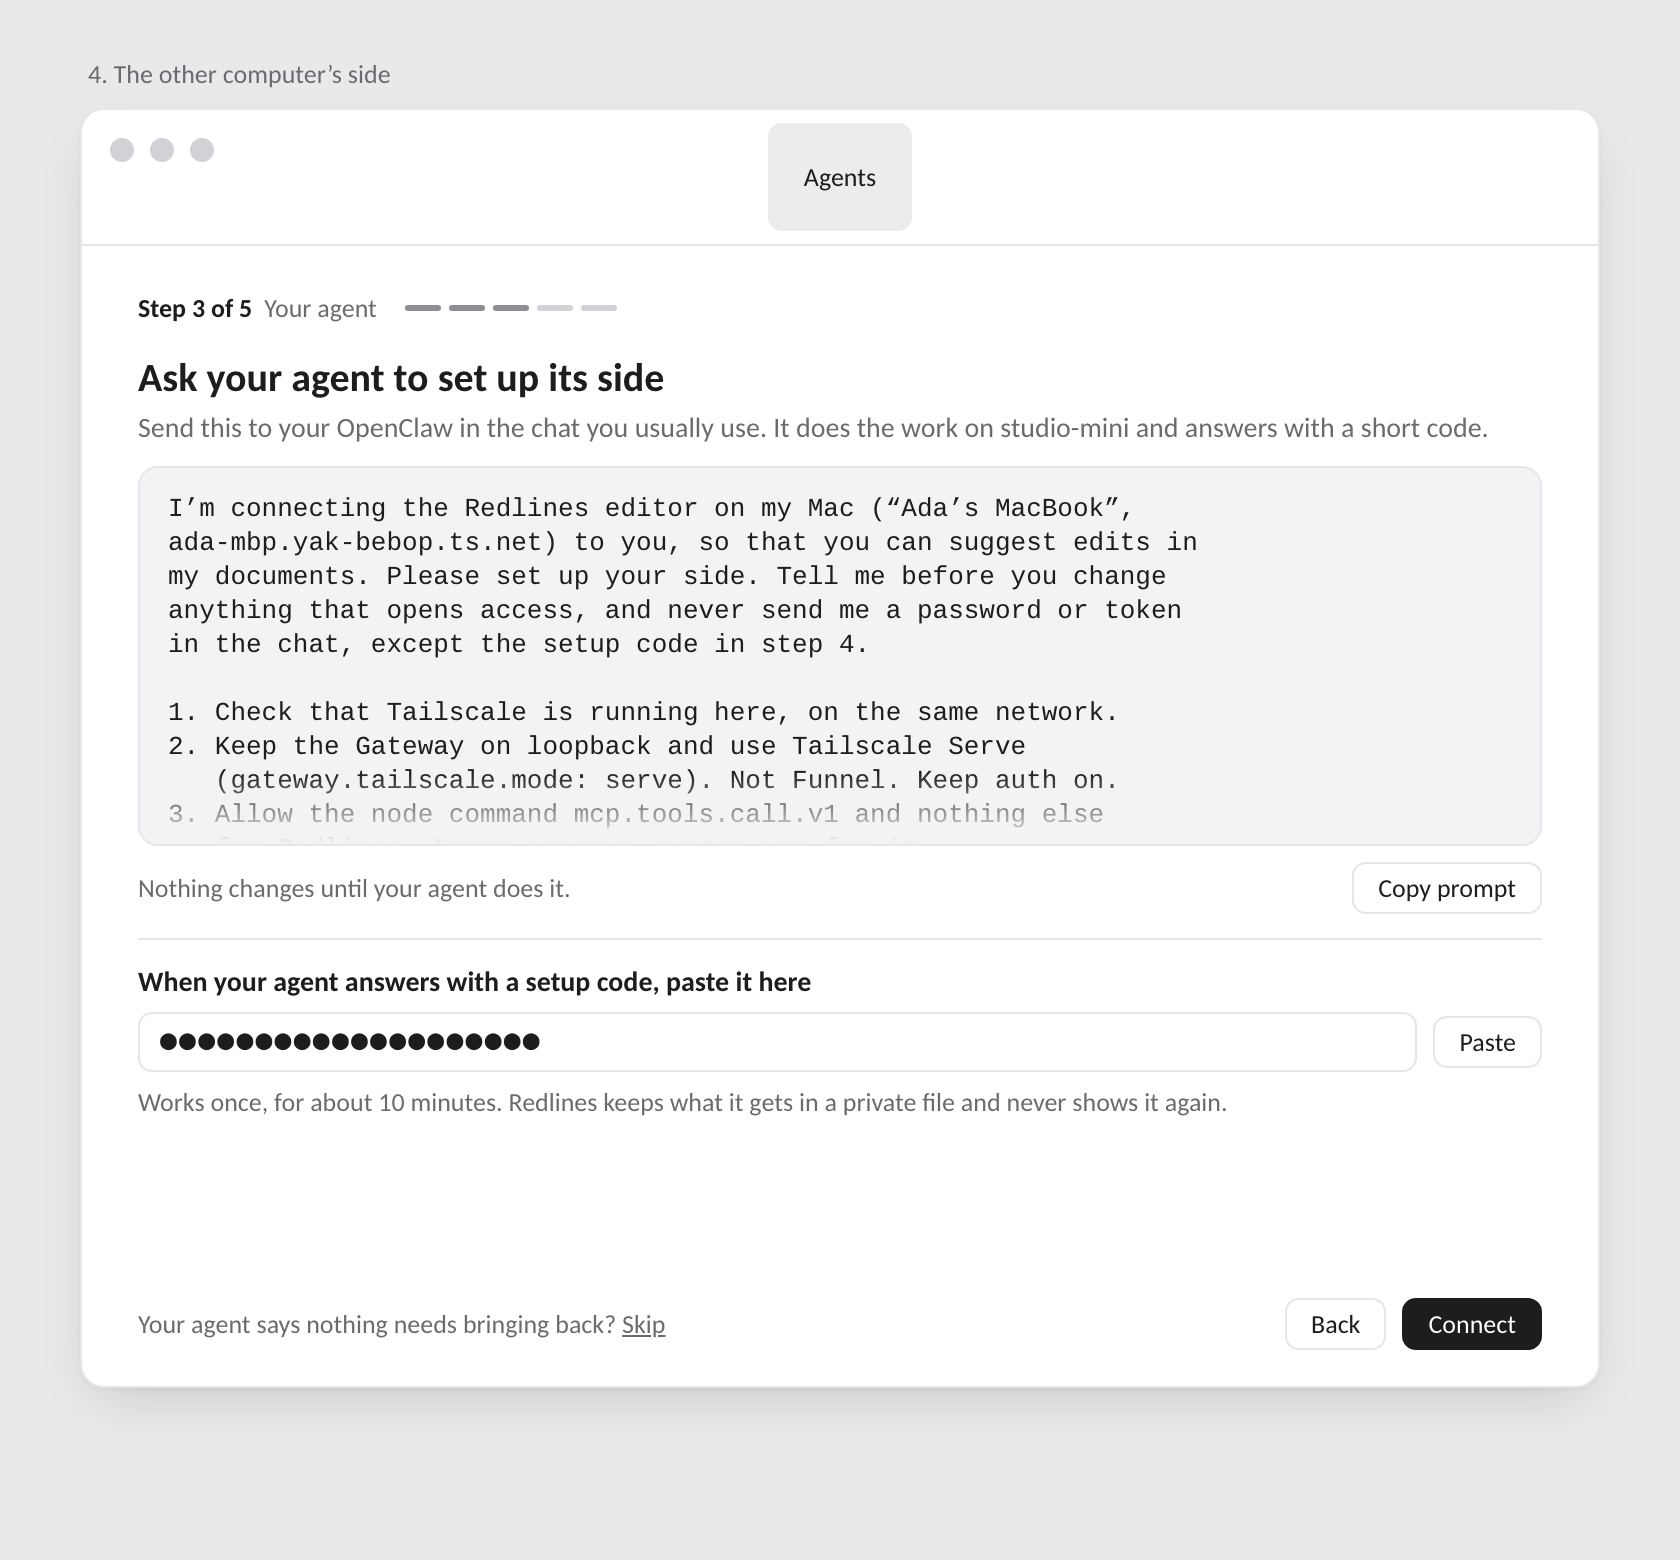 4. The other computer’s side
Agents
Step 3 of 5 Your agent
Ask your agent to set up its side
Send this to your OpenClaw in the chat you usually use. It does the work on studio-mini and answers with a short code.
I’m connecting the Redlines editor on my Mac (“Ada’s MacBook”,
ada-mbp.yak-bebop.ts.net) to you, so that you can suggest edits in
my documents. Please set up your side. Tell me before you change
anything that opens access, and never send me a password or token
in the chat, except the setup code in step 4.
1. Check that Tailscale is running here, on the same network.
2. Keep the Gateway on loopback and use Tailscale Serve
(gateway.tailscale.mode: serve). Not Funnel. Keep auth on.
3. Allow the node command mcp.tools.call.v1 and nothing else
Nothing changes until your agent does it.
Copy prompt
When your agent answers with a setup code, paste it here
Paste
Works once, for about 10 minutes. Redlines keeps what it gets in a private file and never shows it again.
Your agent says nothing needs bringing back? Skip
Back
Connect